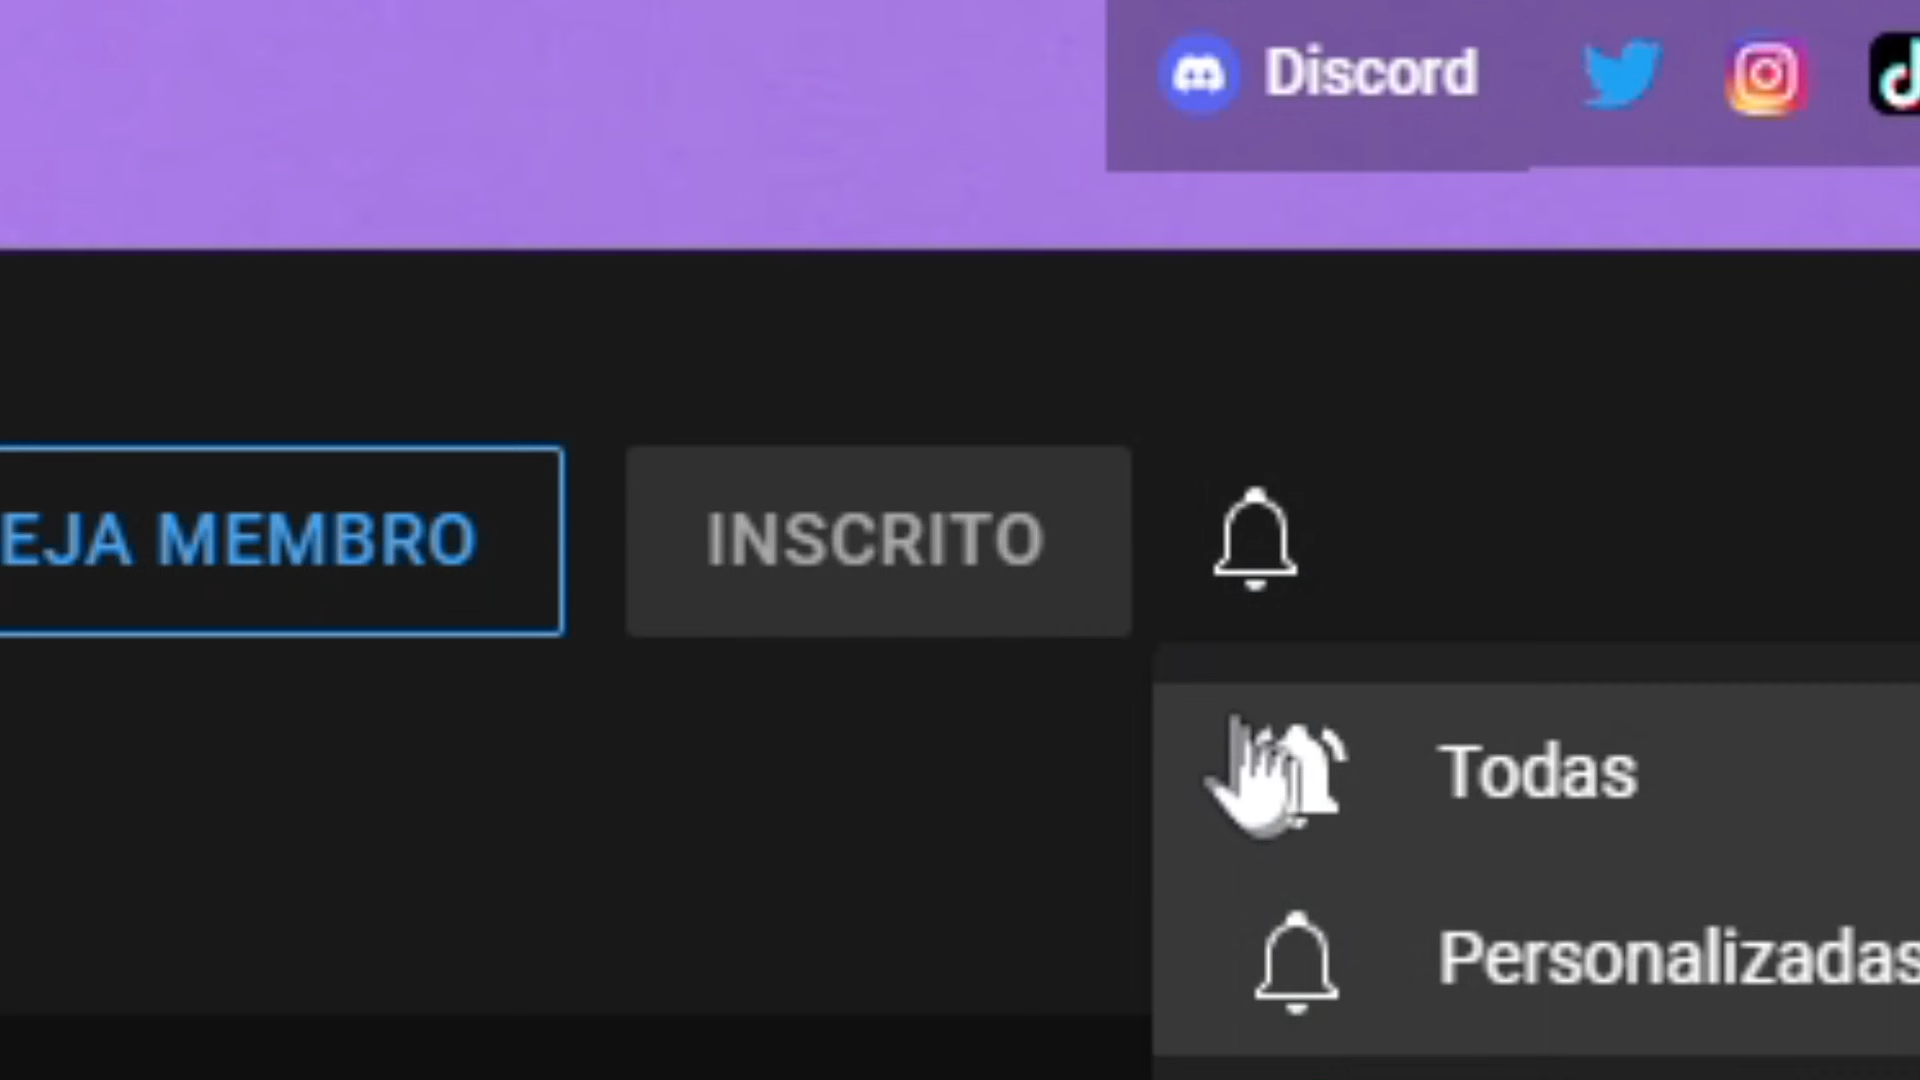 Discord
EJA MEMBRO
INSCRITO
Todas
Personalizadas